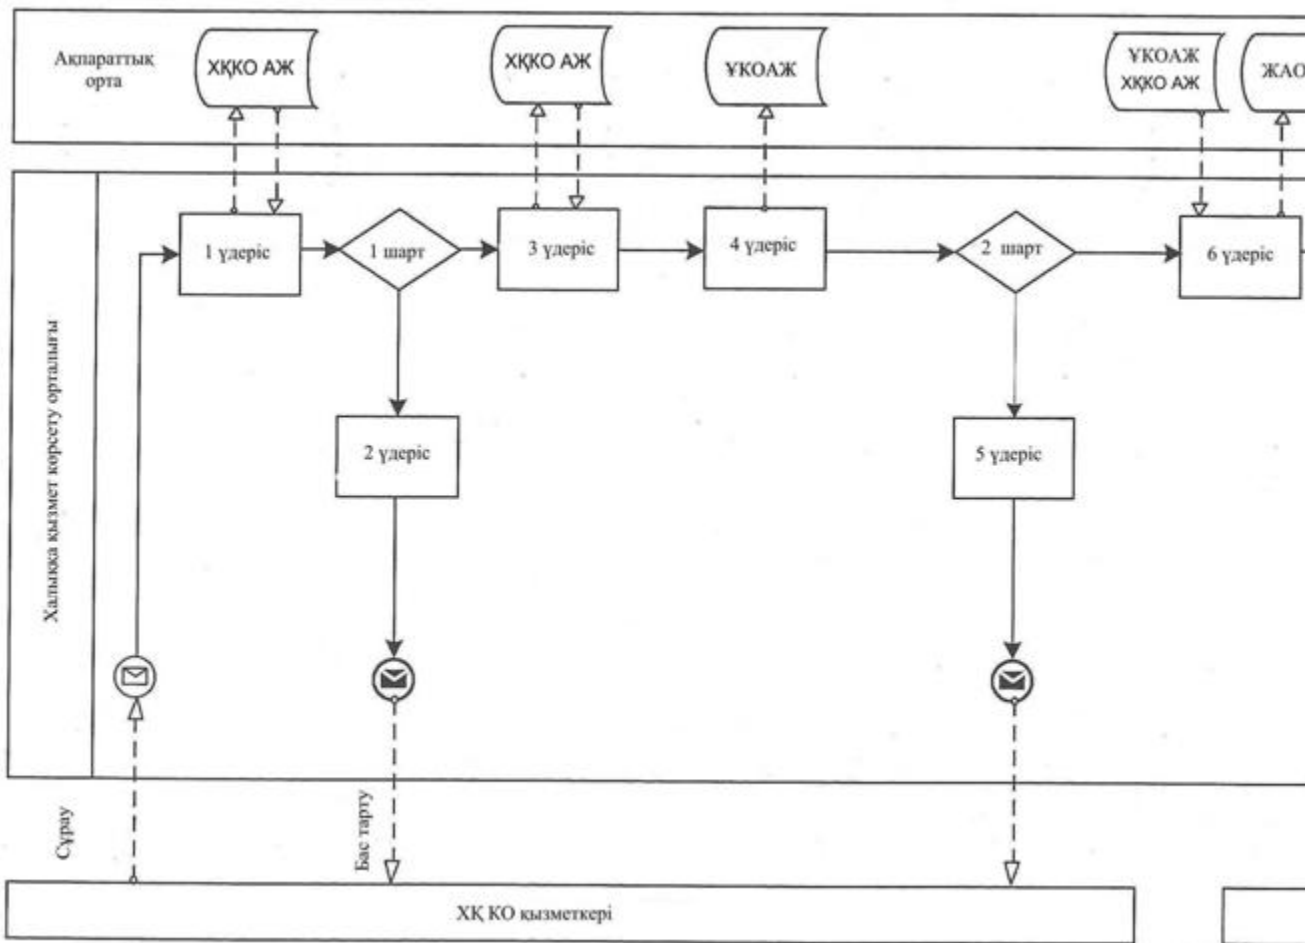 Ақпараттық
орта
ХҚКО АЖ
ХҚКО АЖ
ҰКОАЖ
ҰКОАЖ
ХҚКО АЖ
ЖАО
Халыққа қызмет көрсету орталығы
1 үдеріс
1 шарт
3 үдеріс
4 үдеріс
2 шарт
6 үдеріс
2 үдеріс
5 үдеріс
Сұрау
Бас тарту
ХҚ КО қызметкері